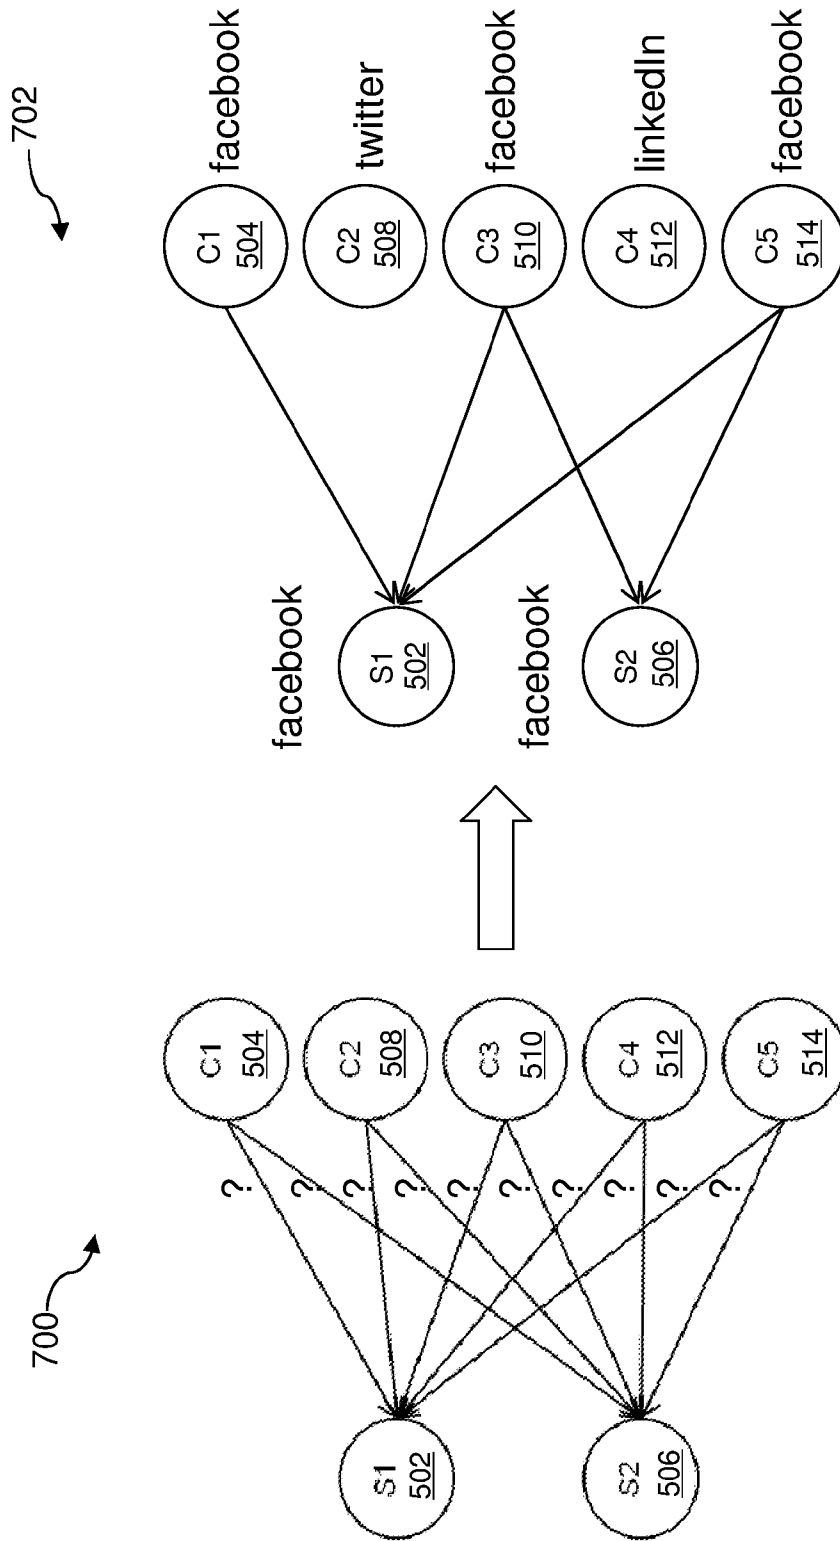 700
S1
502
S2
506
?
?
?
?
?
?
?
?
?
?
C1
504
C2
508
C3
510
C4
512
C5
514
702
facebook
S1
502
facebook
S2
506
C1
504
facebook
C2
508
twitter
C3
510
facebook
C4
512
linkedIn
C5
514
facebook